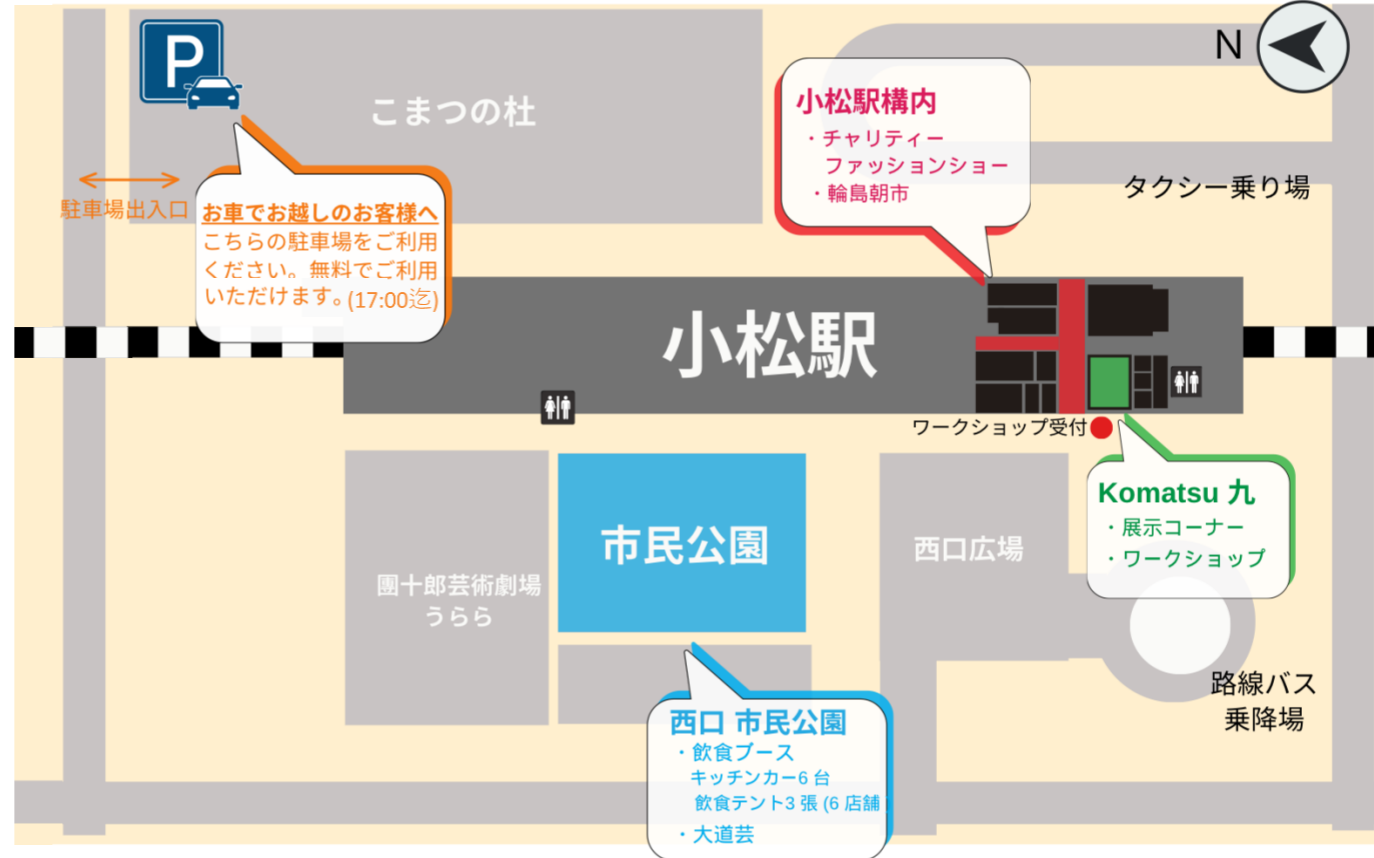 P
N
こまつの杜
小松駅構内
・チャリティー
ファッションショー
・輪島朝市
タクシー乗り場
駐車場出入口
お車でお越しのお客様へ
こちらの駐車場をご利用
ください。無料でご利用
いただけます。(17:00迄)
小松駅
ワークショップ受付
Komatsu 九
・展示コーナー
・ワークショップ
市民公園
西口広場
團十郎芸術劇場
うらら
路線バス
乗降場
西口 市民公園
・飲食ブース
キッチンカー6 台
飲食テント3 張 (6 店舗
・大道芸